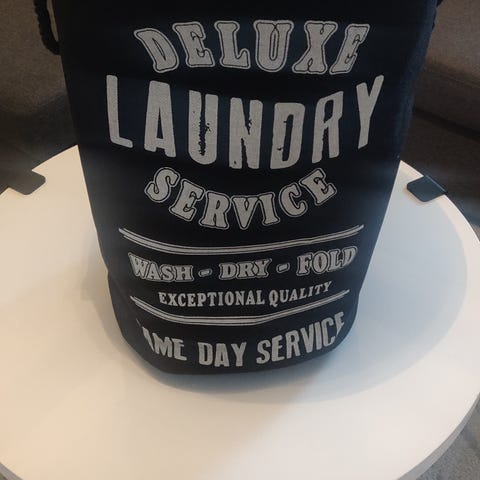 DELUXE
LAUNDRY
SERVICE
WASH - DRY - FOLD
EXCEPTIONAL QUALITY
AME DAY SERVICE